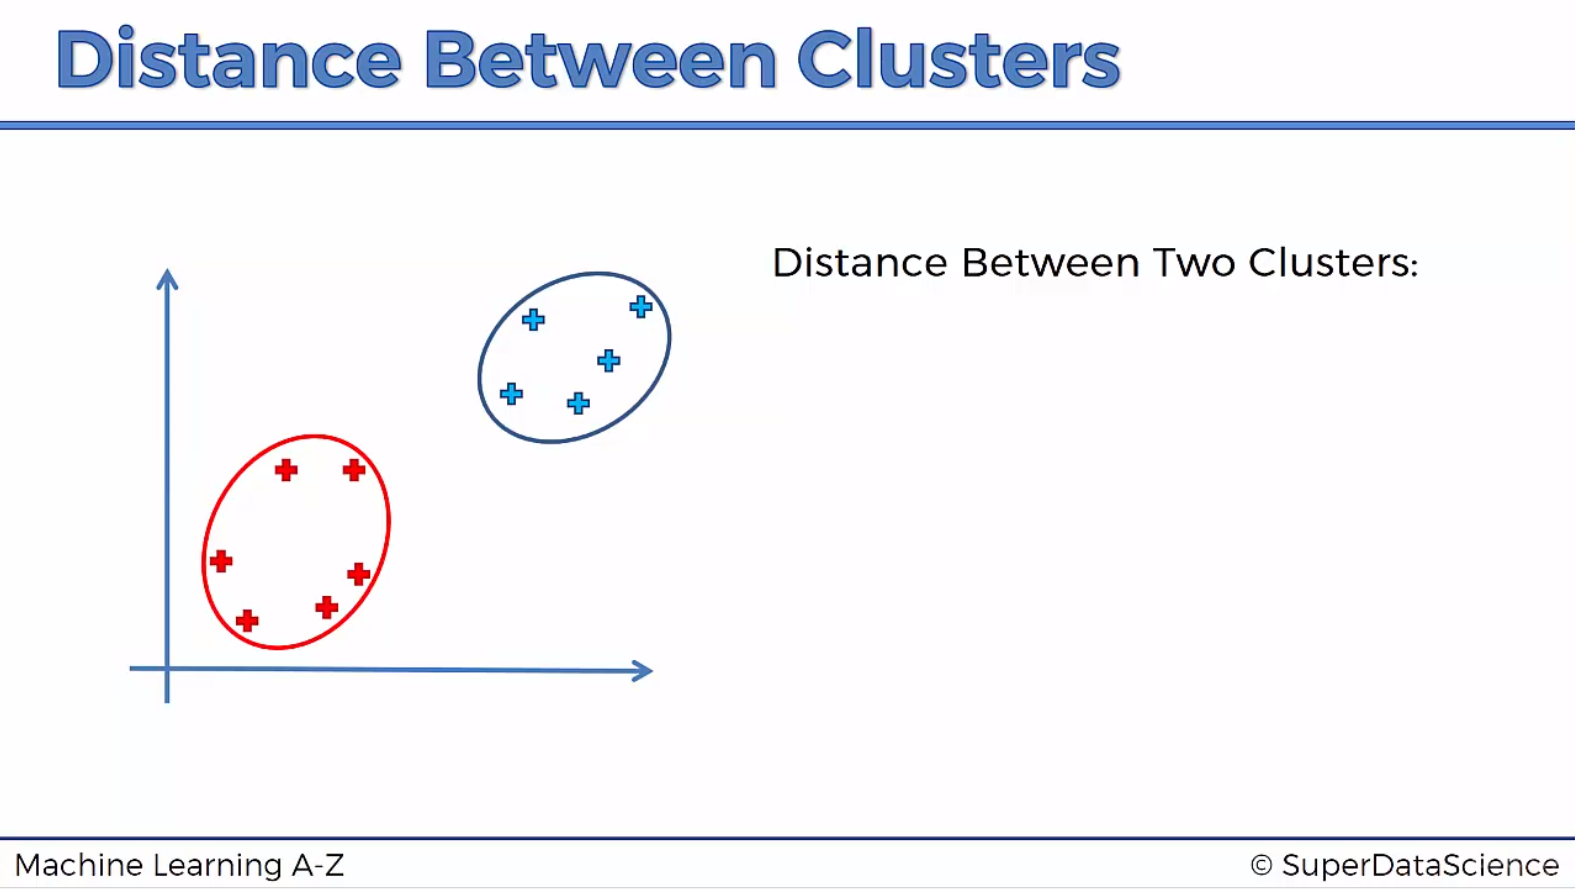 Distance Between Clusters
Distance Between Two Clusters:
Machine Learning A-Z
© SuperDataScience